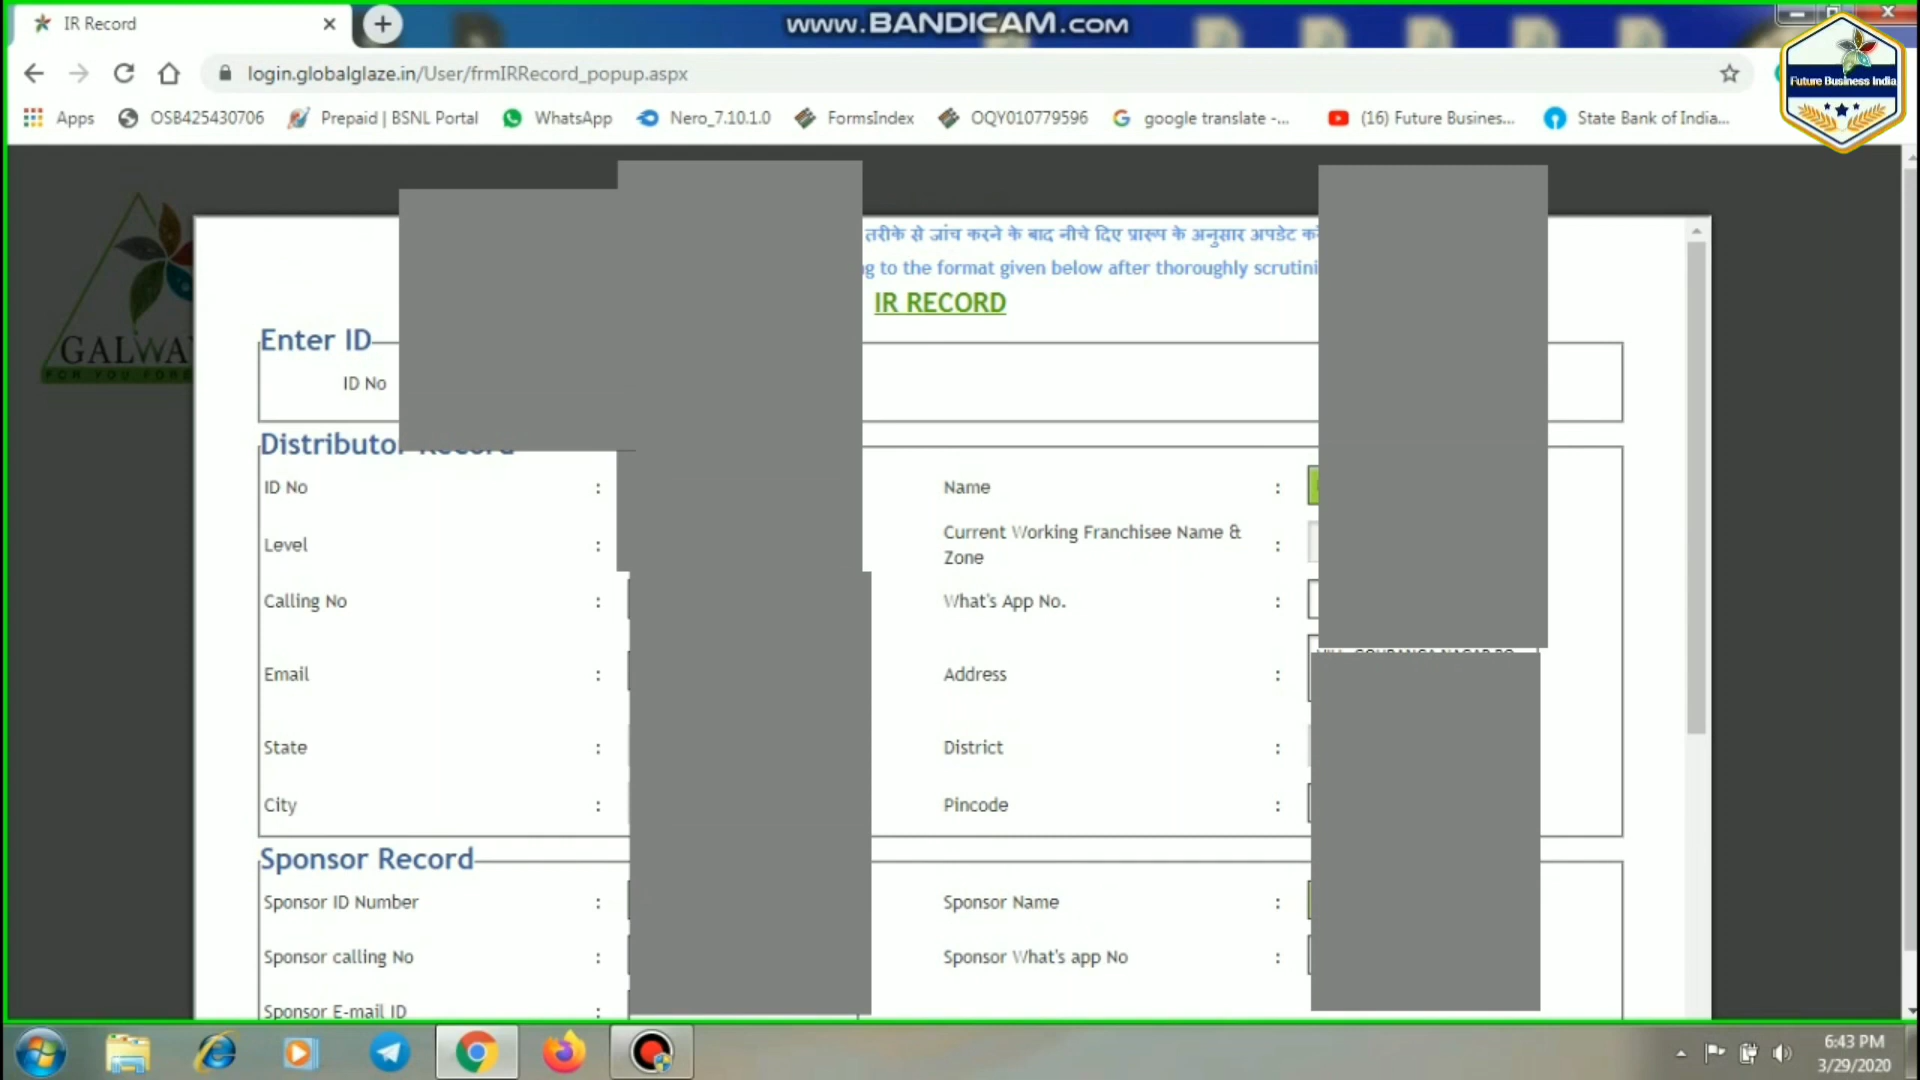 IR Record
www.BANDICAM.com
login.globalglaze.in/User/frmIRRecord_popup.aspx
Future Business India
Apps
OSB425430706
Prepaid | BSNL Portal
WhatsApp
Nero_7.10.1.0
FormsIndex
OQY010779596
google translate -...
(16) Future Busines...
State Bank of India...
तरीके से जांच करने के बाद नीचे दिए प्रारूप के अनुसार अपडेट
to the format given below after thoroughly
IR RECORD
GALWA
Enter ID
ID No
Distributor Record
ID No :
Name :
Level :
Current Working Franchisee Name & Zone :
Calling No :
What's App No. :
Email :
Address :
State :
District :
City :
Pincode :
Sponsor Record
Sponsor ID Number :
Sponsor Name :
Sponsor calling No :
Sponsor What's app No :
Sponsor E-mail ID :
6:43 PM
3/29/2020